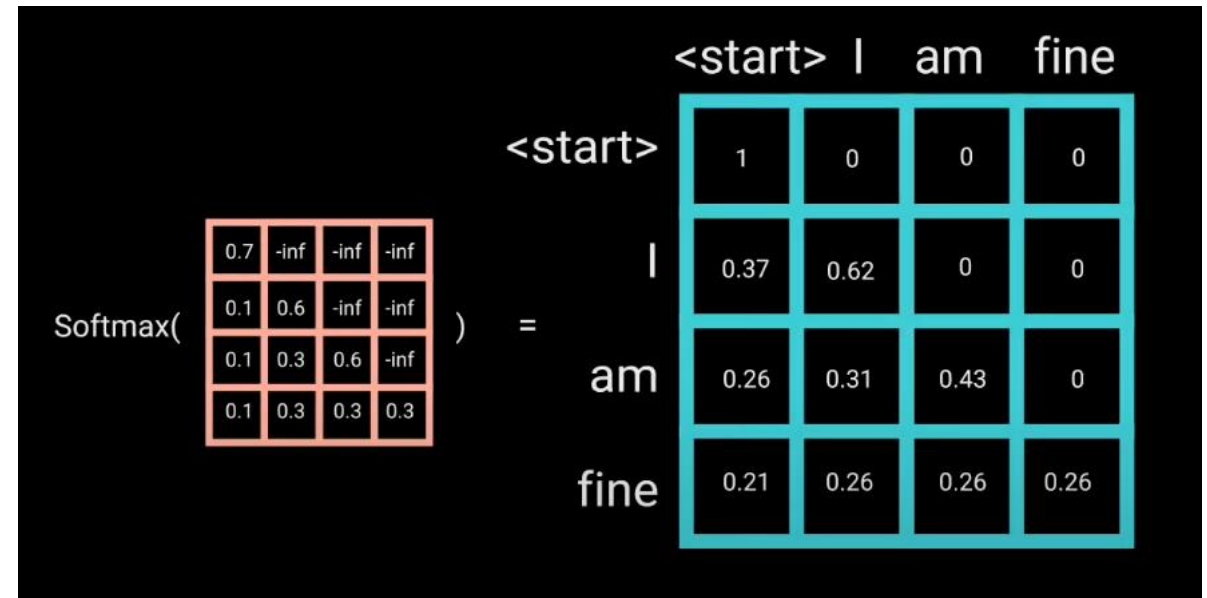 <start> I am fine
<start> 1 0 0 0
I 0.37 0.62 0 0
am 0.26 0.31 0.43 0
fine 0.21 0.26 0.26 0.26
Softmax(
0.7 -inf -inf -inf
0.1 0.6 -inf -inf
0.1 0.3 0.6 -inf
0.1 0.3 0.3 0.3
) =